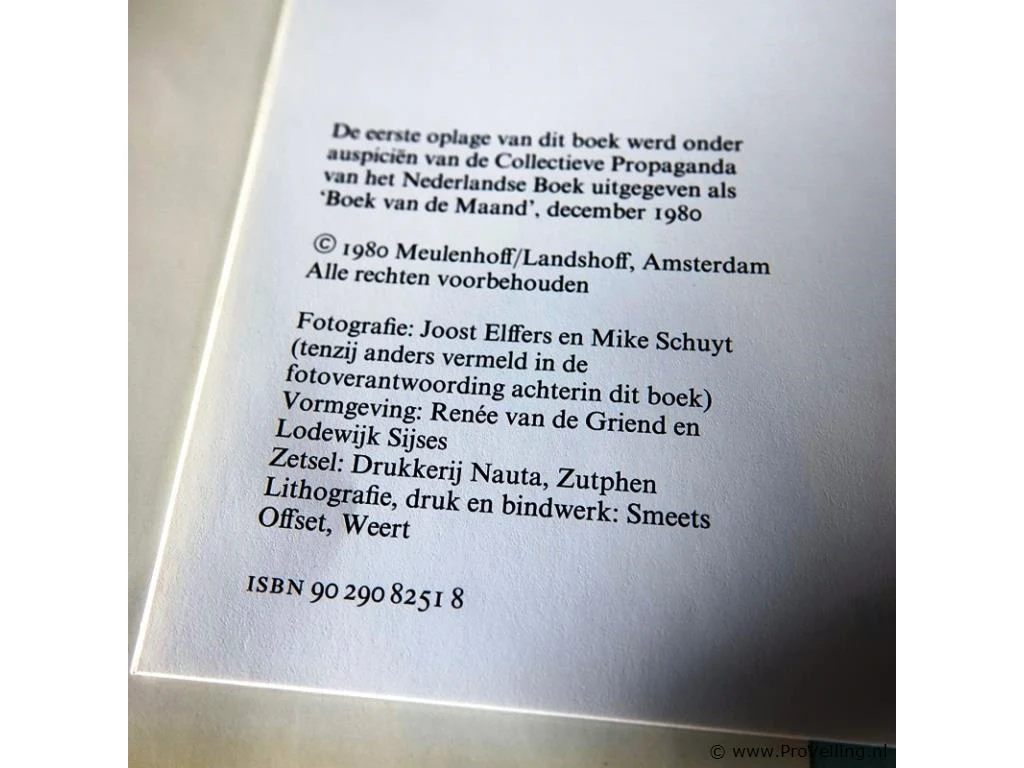 De eerste oplage van dit boek werd onder
auspiciën van de Collectieve Propaganda
van het Nederlandse Boek uitgegeven als
‘Boek van de Maand’, december 1980
© 1980 Meulenhoff/Landshoff, Amsterdam
Alle rechten voorbehouden
Fotografie: Joost Elffers en Mike Schuyt
(tenzij anders vermeld in de
fotoverantwoording achterin dit boek)
Vormgeving: Renée van de Griend en
Lodewijk Sijses
Zetsel: Drukkerij Nauta, Zutphen
Lithografie, druk en bindwerk: Smeets
Offset, Weert
ISBN 90 290 8251 8
© www.ProVeiling.nl